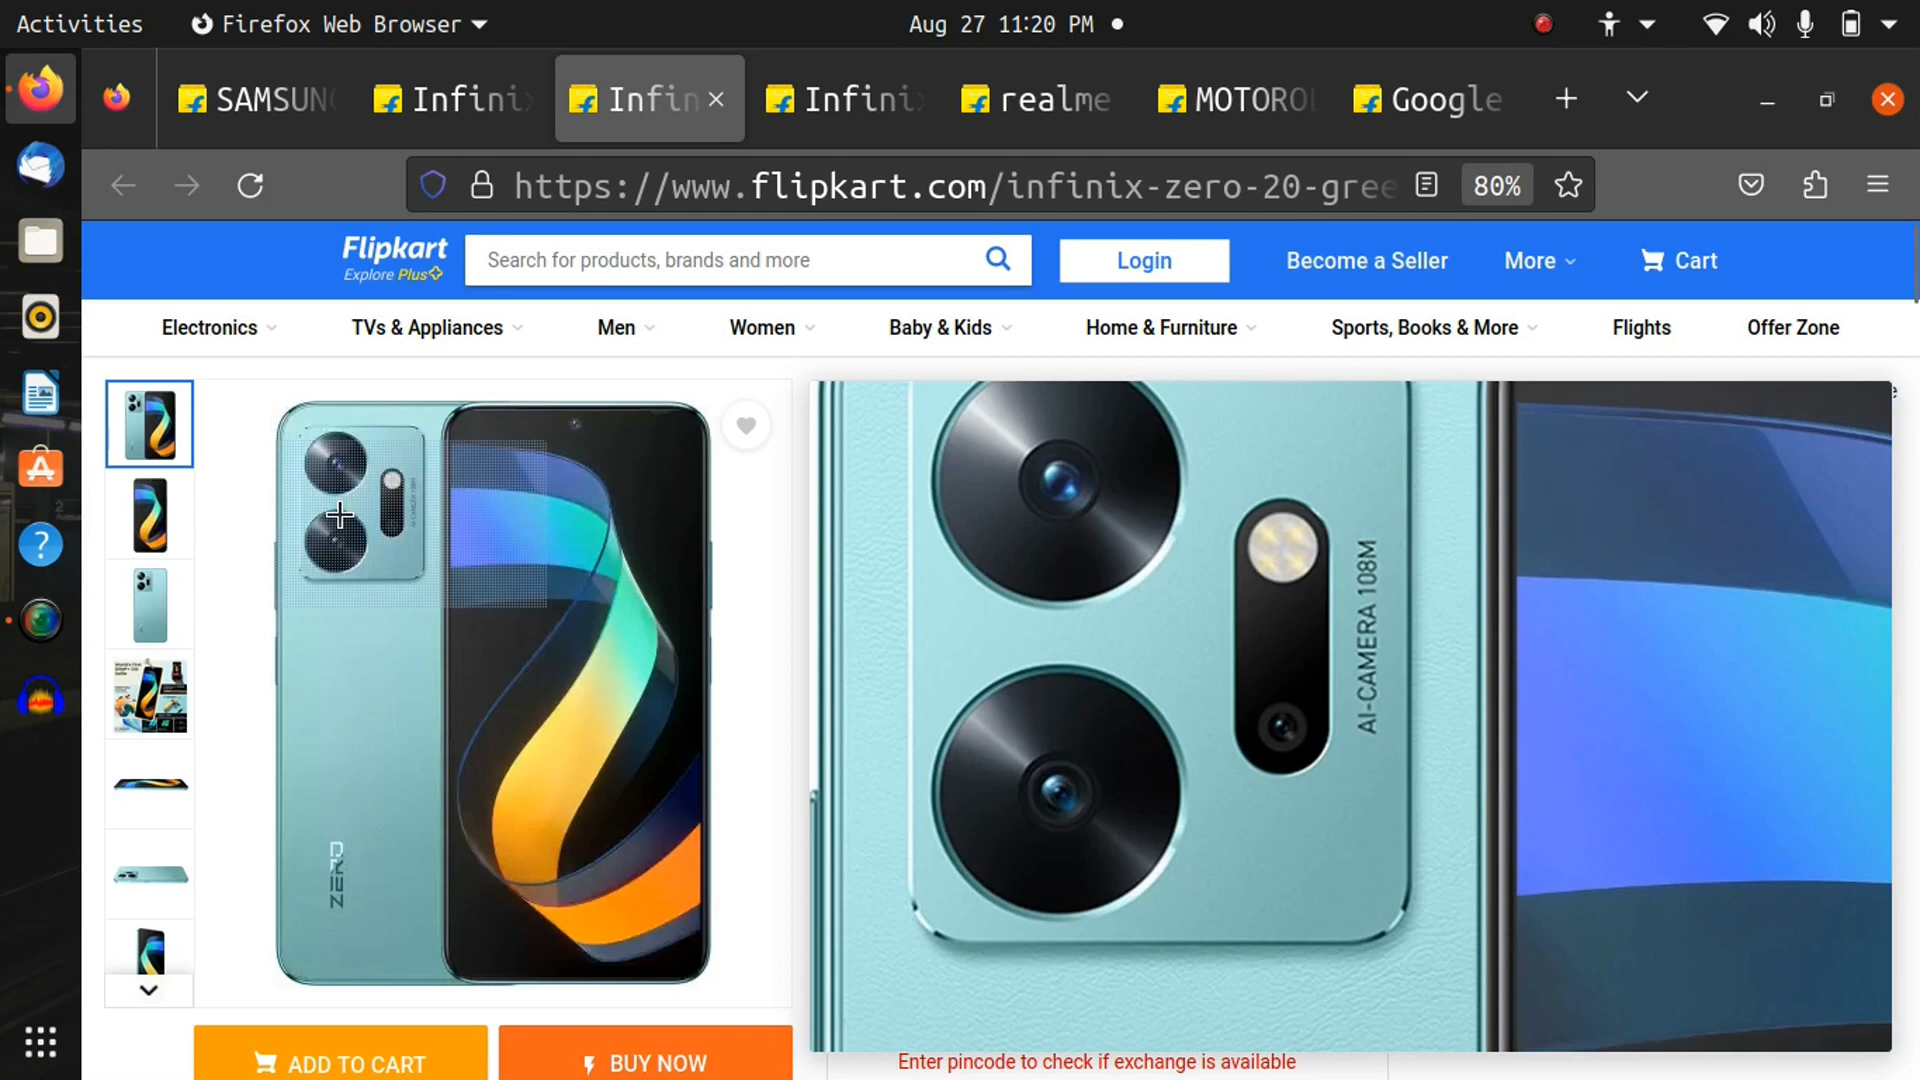 Activities
Firefox Web Browser
Aug 27 11:20 PM
SAMSUN
Infini
Infin
Infini
realme
MOTORO
Google
https://www.flipkart.com/infinix-zero-20-gree
80%
Flipkart
Explore Plus
Search for products, brands and more
Login
Become a Seller
More
Cart
Electronics
TVs & Appliances
Men
Women
Baby & Kids
Home & Furniture
Sports, Books & More
Flights
Offer Zone
AI-CAMERA 108M
ZERO
AI-CAMERA 108M
ADD TO CART
BUY NOW
Enter pincode to check if exchange is available